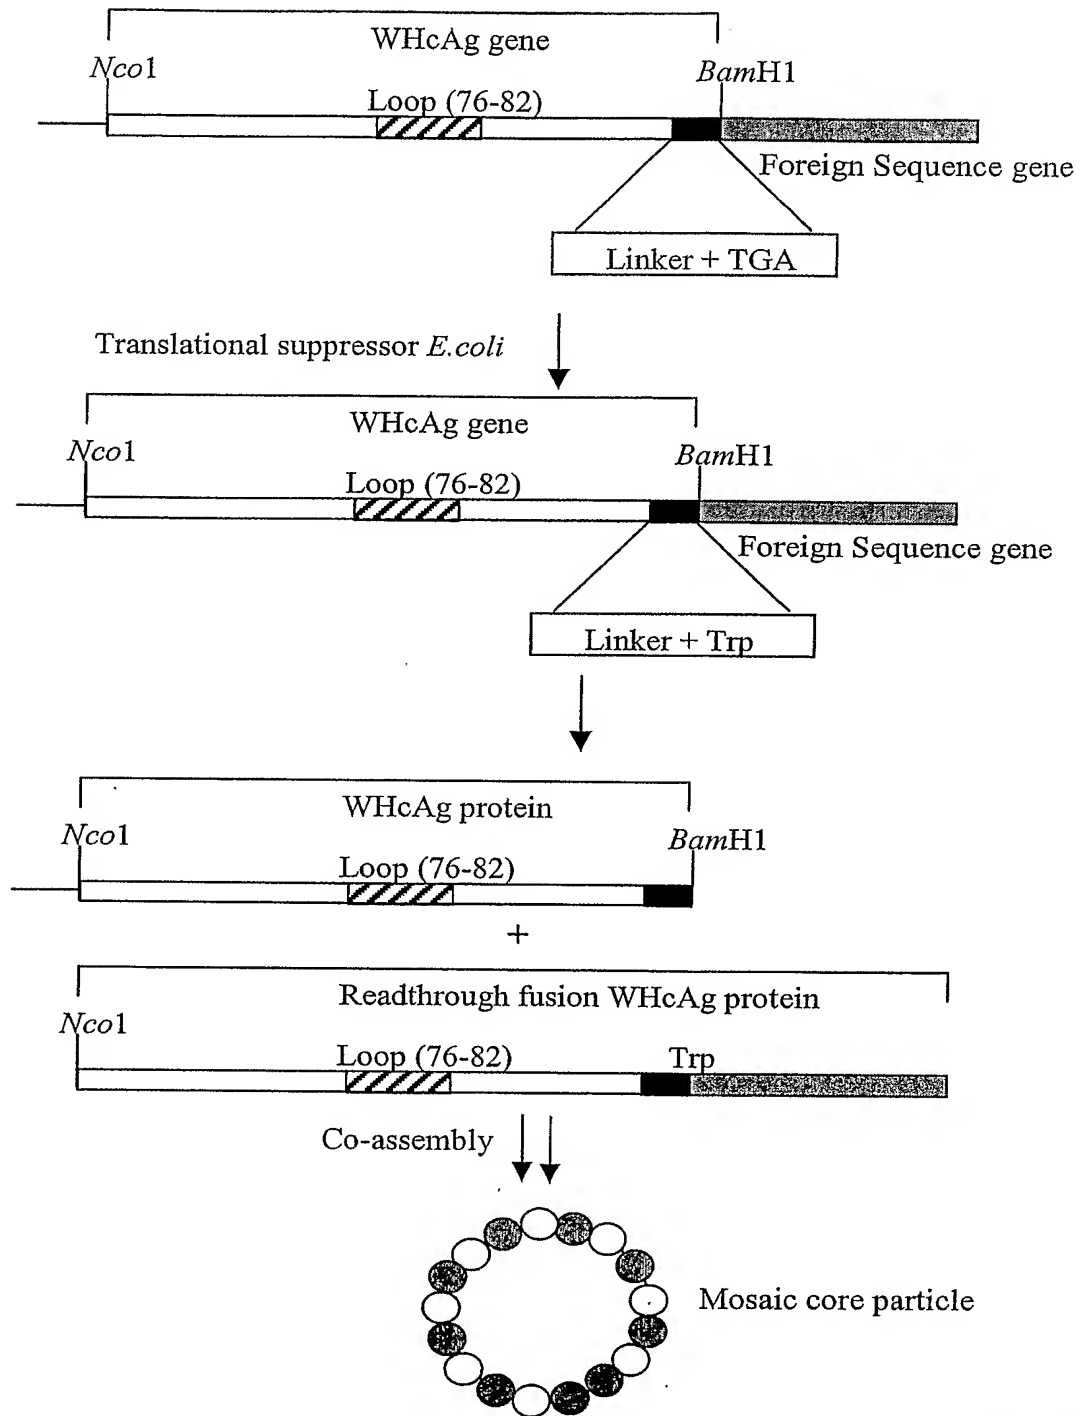 WHcAg gene
Nco1
BamH1
Loop (76-82)
Foreign Sequence gene
Linker + TGA
Translational suppressor E.coli
WHcAg gene
Nco1
BamH1
Loop (76-82)
Foreign Sequence gene
Linker + Trp
WHcAg protein
Nco1
BamH1
Loop (76-82)
+
Readthrough fusion WHcAg protein
Nco1
Loop (76-82)
Trp
Co-assembly
Mosaic core particle